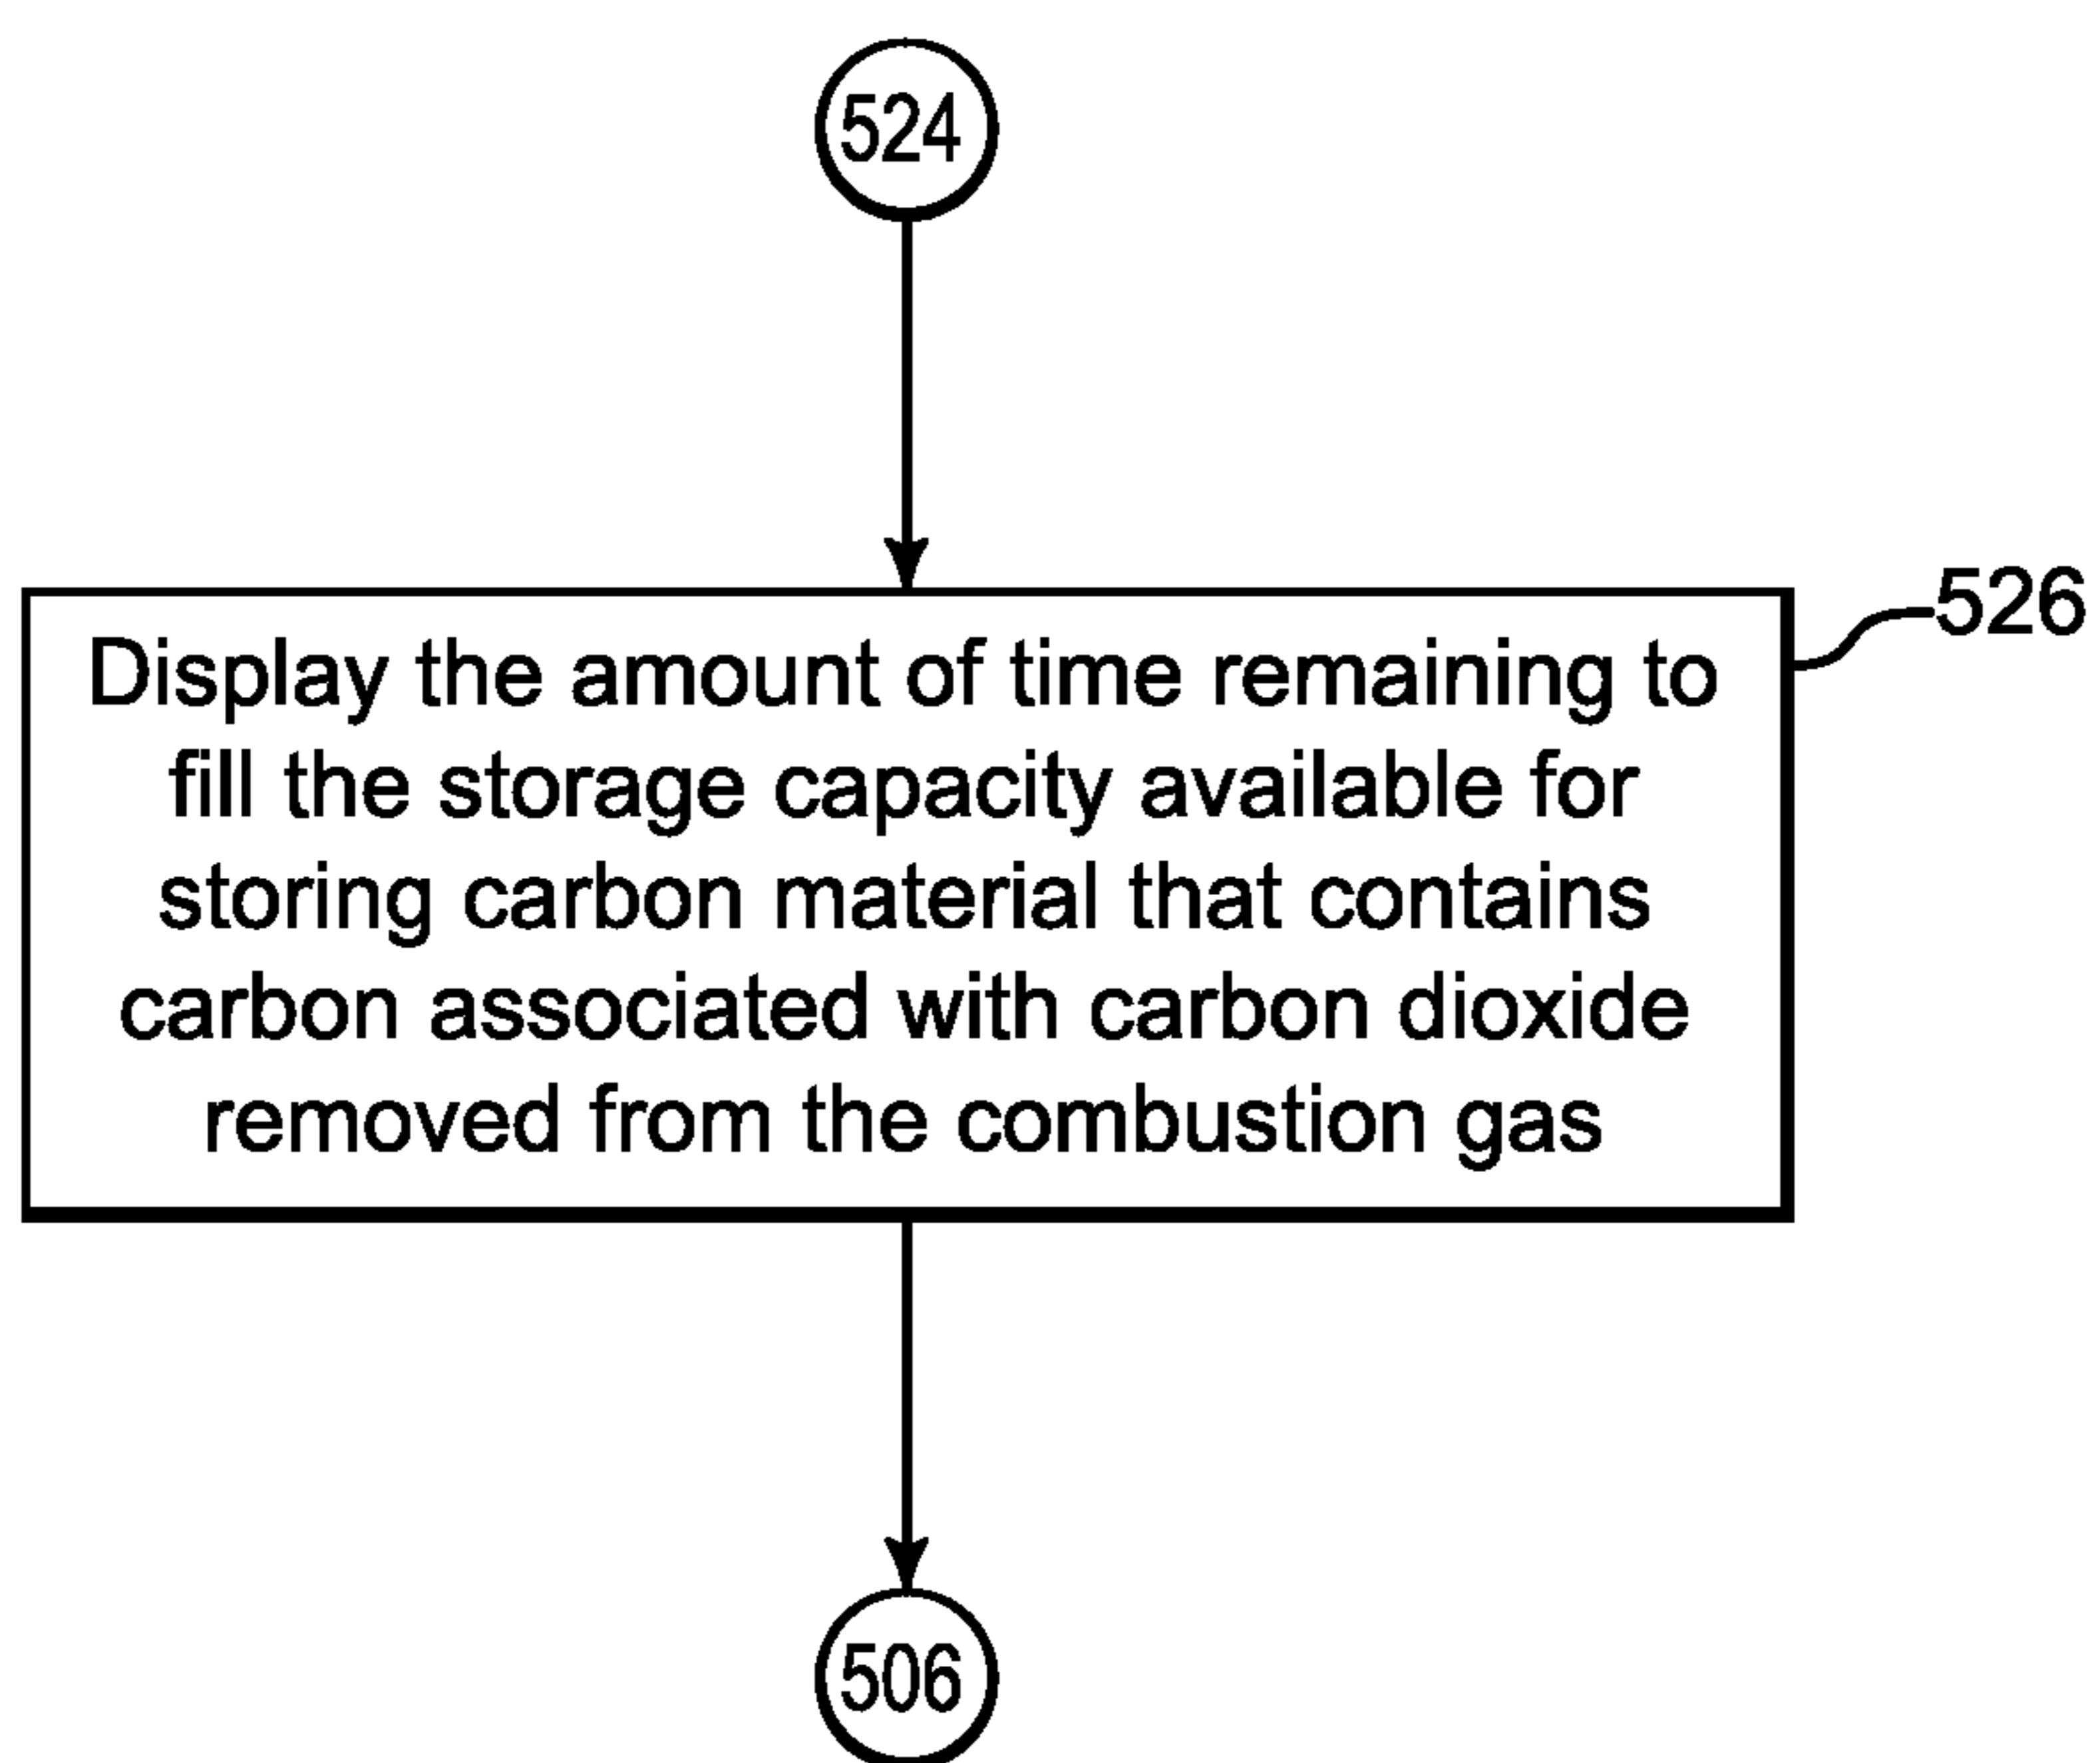 524
526
Display the amount of time remaining to
fill the storage capacity available for
storing carbon material that contains
carbon associated with carbon dioxide
removed from the combustion gas
506